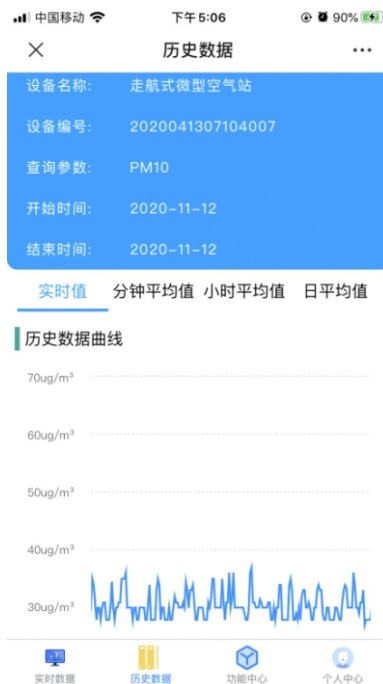 中国移动 下午5:06 90%
历史数据
设备名称: 走航式微型空气站
设备编号: 2020041307104007
查询参数: PM10
开始时间: 2020-11-12
结束时间: 2020-11-12
实时值 分钟平均值 小时平均值 日平均值
历史数据曲线
70ug/m³
60ug/m³
50ug/m³
40ug/m³
30ug/m³
实时数据 历史数据 功能中心 个人中心